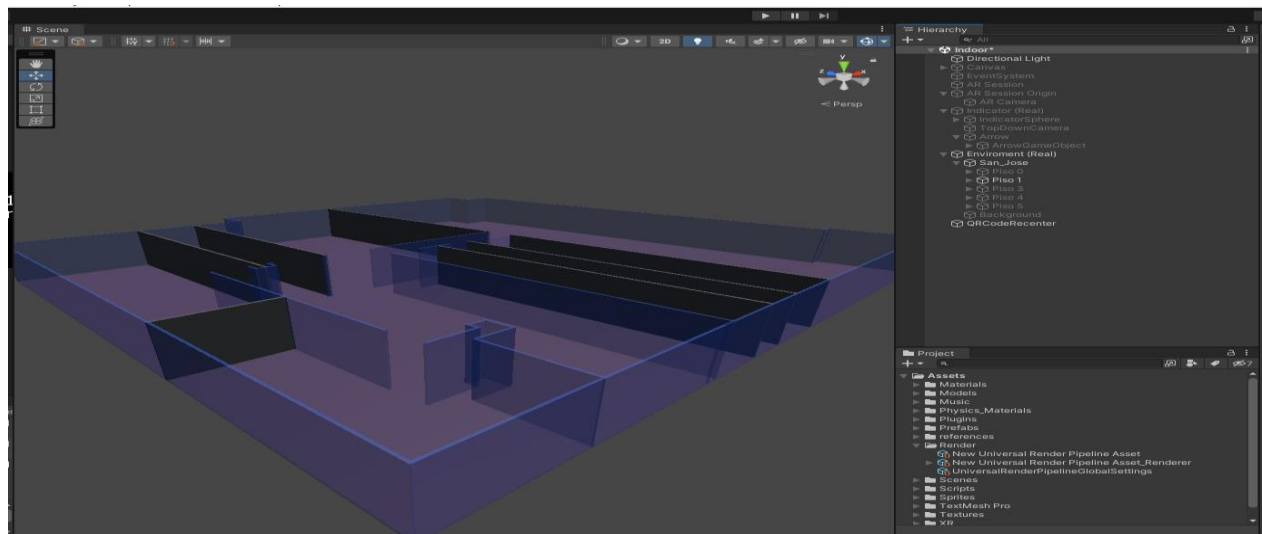 Scene
2D
y
z
x
Persp
Hierarchy
All
Indoor*
Directional Light
Canvas
EventSystem
AR Session
AR Session Origin
AR Camera
Indicator (Real)
IndicatorSphere
TopDownCamera
Arrow
ArrowGameObject
Enviroment (Real)
San_Jose
Piso 0
Piso 1
Piso 3
Piso 4
Piso 5
Background
QRCodeRecenter
Project
7
Assets
Materials
Models
Music
Physics_Materials
Plugins
Prefabs
references
Render
New Universal Render Pipeline Asset
New Universal Render Pipeline Asset_Renderer
UniversalRenderPipelineGlobalSettings
Scenes
Scripts
Sprites
TextMesh Pro
Textures
XR